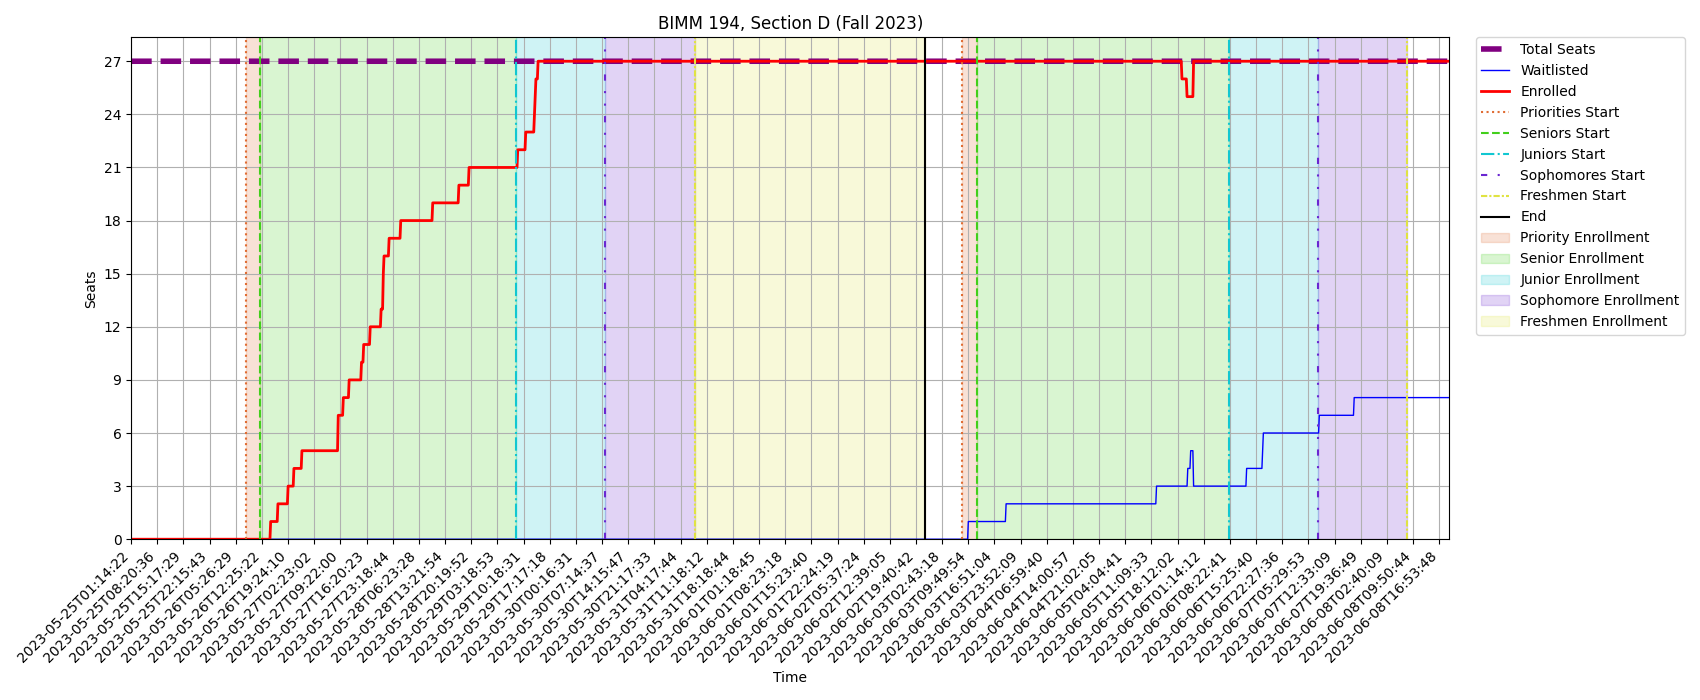 BIMM 194, Section D (Fall 2023)
Seats
27
24
21
18
15
12
9
6
3
0
2023-05-25T01:14:22
2023-05-25T08:20:36
2023-05-25T15:17:29
2023-05-25T22:15:43
2023-05-26T05:26:29
2023-05-26T12:25:22
2023-05-26T19:24:10
2023-05-27T02:23:02
2023-05-27T09:22:00
2023-05-27T16:20:23
2023-05-27T23:18:44
2023-05-28T06:23:28
2023-05-28T13:21:54
2023-05-28T20:19:52
2023-05-29T03:18:53
2023-05-29T10:18:31
2023-05-29T17:17:18
2023-05-30T00:16:31
2023-05-30T07:14:37
2023-05-30T14:15:47
2023-05-30T21:17:33
2023-05-31T04:17:44
2023-05-31T11:18:12
2023-05-31T18:18:44
2023-06-01T01:18:45
2023-06-01T08:23:18
2023-06-01T15:23:40
2023-06-01T22:24:19
2023-06-02T05:37:24
2023-06-02T12:39:05
2023-06-02T19:40:42
2023-06-03T02:43:18
2023-06-03T09:49:54
2023-06-03T16:51:04
2023-06-03T23:52:09
2023-06-04T06:59:40
2023-06-04T14:00:57
2023-06-04T21:02:05
2023-06-05T04:04:41
2023-06-05T11:09:33
2023-06-05T18:12:02
2023-06-06T01:14:12
2023-06-06T08:22:41
2023-06-06T15:25:40
2023-06-06T22:27:36
2023-06-07T05:29:53
2023-06-07T12:33:09
2023-06-07T19:36:49
2023-06-08T02:40:09
2023-06-08T09:50:44
2023-06-08T16:53:48
Time
Total Seats
Waitlisted
Enrolled
Priorities Start
Seniors Start
Juniors Start
Sophomores Start
Freshmen Start
End
Priority Enrollment
Senior Enrollment
Junior Enrollment
Sophomore Enrollment
Freshmen Enrollment